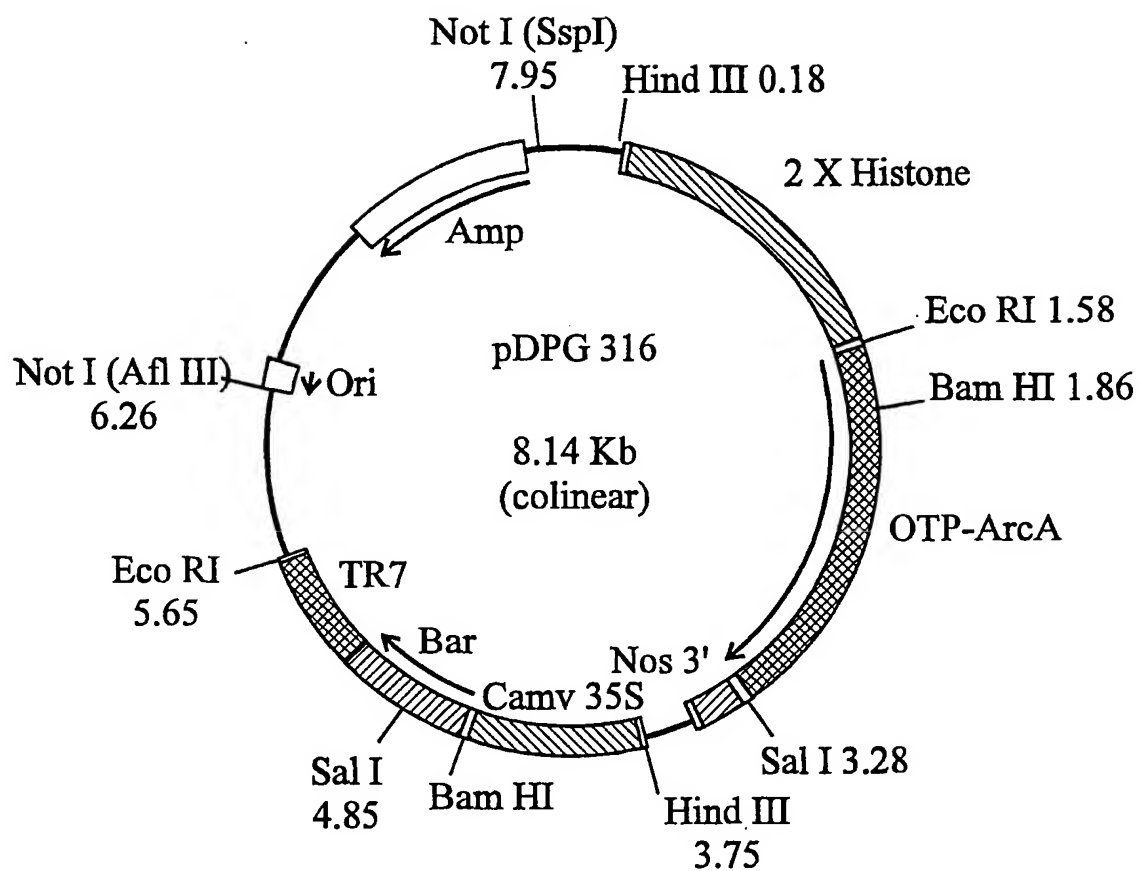 Not I (SspI)
7.95
Hind III 0.18
2 X Histone
Amp
Eco RI 1.58
pDPG 316
Bam HI 1.86
Not I (Afl III)
6.26
Ori
8.14 Kb
(colinear)
OTP-ArcA
Eco RI
5.65
TR7
Bar
Nos 3'
Camv 35S
Sal I 3.28
Sal I
4.85
Bam HI
Hind III
3.75